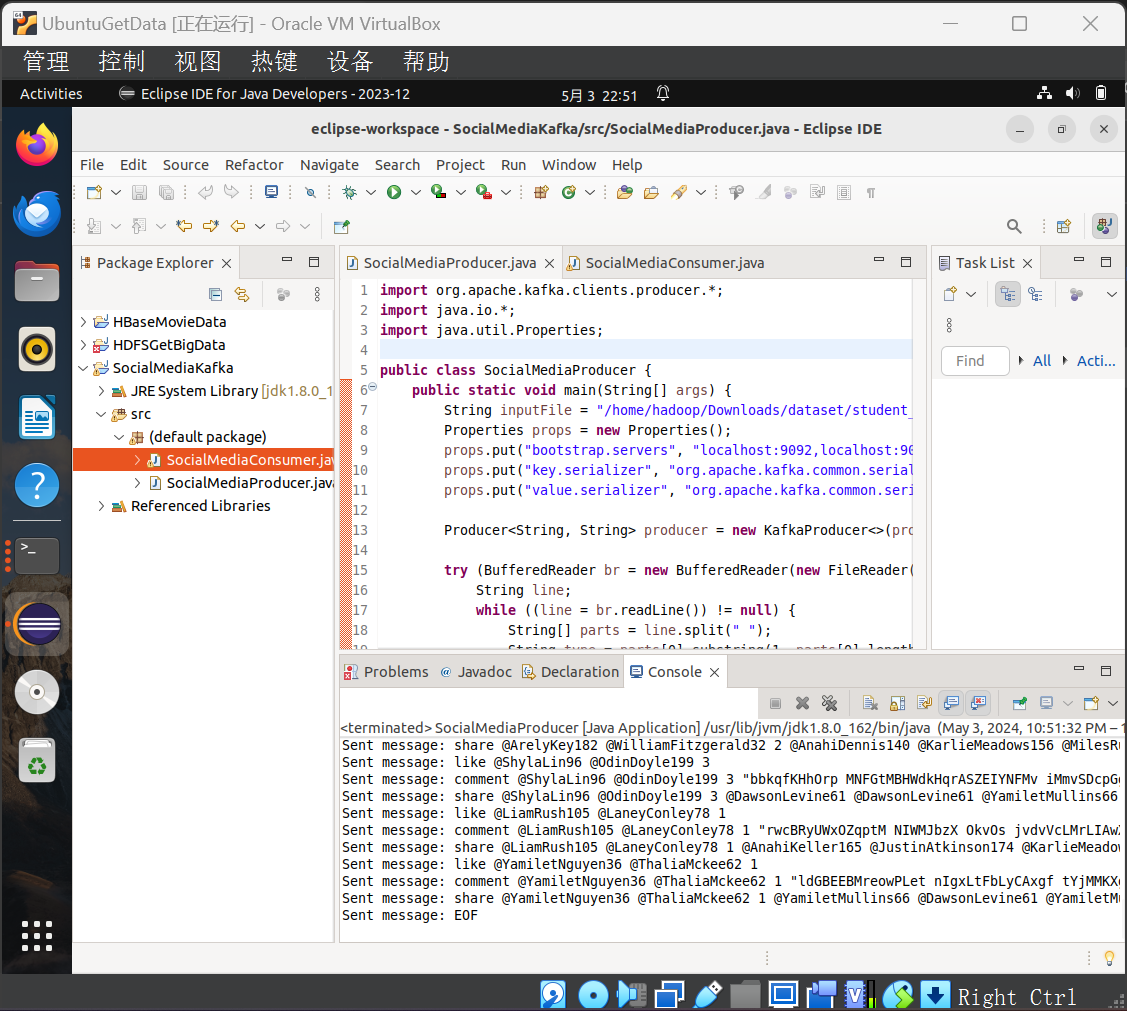 UbuntuGetData [正在运行] - Oracle VM VirtualBox
管理 控制 视图 热键 设备 帮助
Activities Eclipse IDE for Java Developers - 2023-12 5月 3 22:51
eclipse-workspace - SocialMediaKafka/src/SocialMediaProducer.java - Eclipse IDE
File Edit Source Refactor Navigate Search Project Run Window Help
Package Explorer
HBaseMovieData
HDFSGetBigData
SocialMediaKafka
JRE System Library [jdk1.8.0_1
src
(default package)
SocialMediaConsumer.jav
SocialMediaProducer.java
Referenced Libraries
SocialMediaProducer.java SocialMediaConsumer.java
1 import org.apache.kafka.clients.producer.*;
2 import java.io.*;
3 import java.util.Properties;
4
5 public class SocialMediaProducer {
6 public static void main(String[] args) {
7 String inputFile = "/home/hadoop/Downloads/dataset/student_
8 Properties props = new Properties();
9 props.put("bootstrap.servers", "localhost:9092,localhost:90
10 props.put("key.serializer", "org.apache.kafka.common.serial
11 props.put("value.serializer", "org.apache.kafka.common.seri
12
13 Producer<String, String> producer = new KafkaProducer<>(pro
14
15 try (BufferedReader br = new BufferedReader(new FileReader(
16 String line;
17 while ((line = br.readLine()) != null) {
18 String[] parts = line.split(" ");
19 String type = parts[0].substring(1, parts[0].length
Task List
Find All Acti...
Problems Javadoc Declaration Console
<terminated> SocialMediaProducer [Java Application] /usr/lib/jvm/jdk1.8.0_162/bin/java (May 3, 2024, 10:51:32 PM – 1
Sent message: share @ArelyKey182 @WilliamFitzgerald32 2 @AnahiDennis140 @KarlieMeadows156 @MilesRu
Sent message: like @ShylaLin96 @OdinDoyle199 3
Sent message: comment @ShylaLin96 @OdinDoyle199 3 "bbkqfKHhOrp MNFGtMBHWdkHqrASZEIYNFMv iMmvSDcpG
Sent message: share @ShylaLin96 @OdinDoyle199 3 @DawsonLevine61 @DawsonLevine61 @YamiletMullins66
Sent message: like @LiamRush105 @LaneyConley78 1
Sent message: comment @LiamRush105 @LaneyConley78 1 "rwcBRyUWxOZqptM NIWMJbzX OkvOs jvdvVcLMrLIAw
Sent message: share @LiamRush105 @LaneyConley78 1 @AnahiKeller165 @JustinAtkinson174 @KarlieMeadow
Sent message: like @YamiletNguyen36 @ThaliaMckee62 1
Sent message: comment @YamiletNguyen36 @ThaliaMckee62 1 "ldGBEEBMreowPLet nIgxLtFbLyCAxgf tYjMMKX
Sent message: share @YamiletNguyen36 @ThaliaMckee62 1 @YamiletMullins66 @DawsonLevine61 @YamiletMu
Sent message: EOF
Right Ctrl